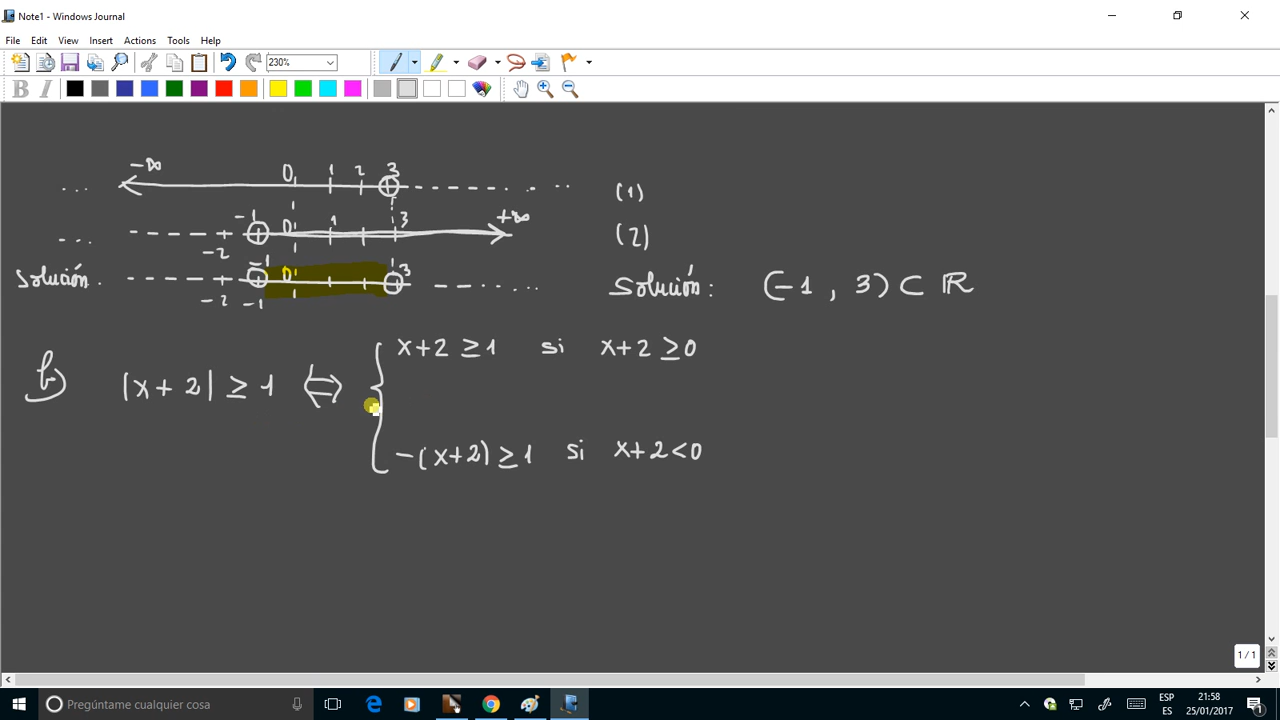 Note1 - Windows Journal
File Edit View Insert Actions Tools Help
230%
-∞ 0 1 2 3
... (1)
-1 0 1 3 +∞
... -2 (2)
Solución. -1 0 3 Solución: (-1, 3) ⊂ ℝ
-2 -1
x+2 ≥ 1 si x+2 ≥ 0
b) |x+2| ≥ 1 ⇔ {
-(x+2) ≥ 1 si x+2 < 0
1 / 1
Pregúntame cualquier cosa
ESP 21:58
ES 25/01/2017